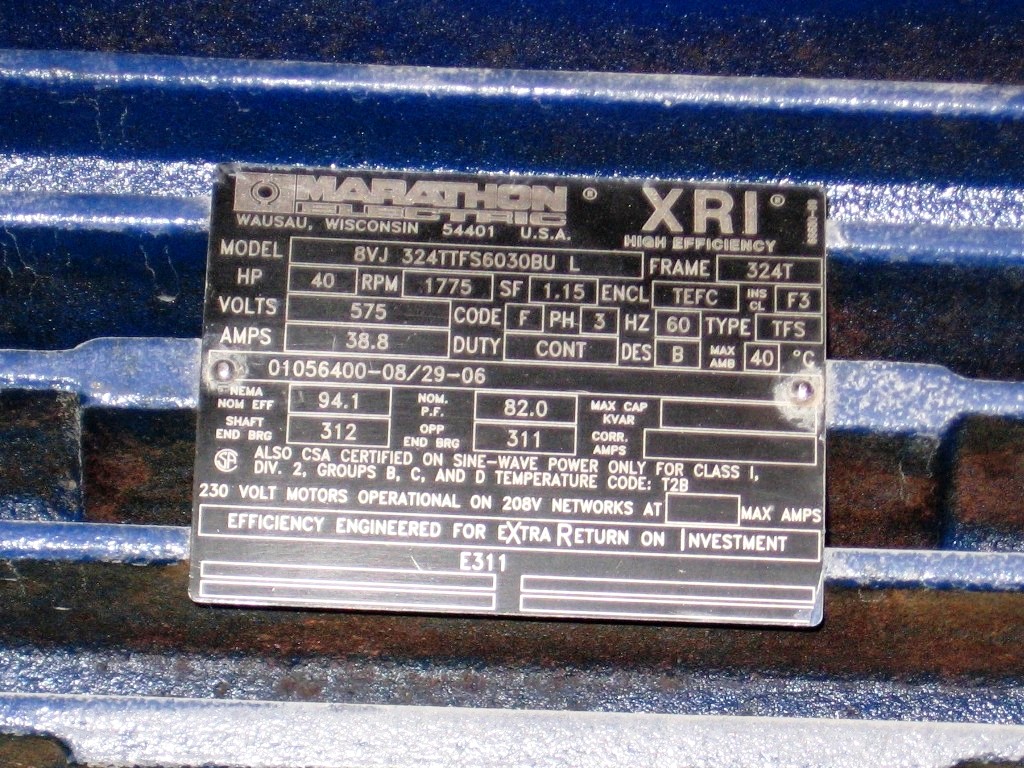 MARATHON ® XRI ®
ELECTRIC
WAUSAU, WISCONSIN 54401 U.S.A. HIGH EFFICIENCY
MODEL 8VJ 324TTFS6030BU L FRAME 324T
HP 40 RPM 1775 SF 1.15 ENCL TEFC INS CL F3
VOLTS 575 CODE F PH 3 HZ 60 TYPE TFS
AMPS 38.8 DUTY CONT DES B MAX AMB 40 °C
01056400-08/29-06
NEMA NOM EFF 94.1 NOM. P.F. 82.0 MAX CAP KVAR
SHAFT END BRG 312 OPP END BRG 311 CORR. AMPS
ALSO CSA CERTIFIED ON SINE-WAVE POWER ONLY FOR CLASS I,
DIV. 2, GROUPS B, C, AND D TEMPERATURE CODE: T2B
230 VOLT MOTORS OPERATIONAL ON 208V NETWORKS AT MAX AMPS
EFFICIENCY ENGINEERED FOR EXTRA RETURN ON INVESTMENT
E311